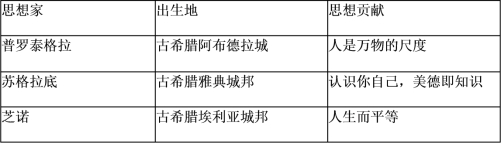 思想家 出生地 思想贡献
普罗泰格拉 古希腊阿布德拉城 人是万物的尺度
苏格拉底 古希腊雅典城邦 认识你自己，美德即知识
芝诺 古希腊埃利亚城邦 人生而平等